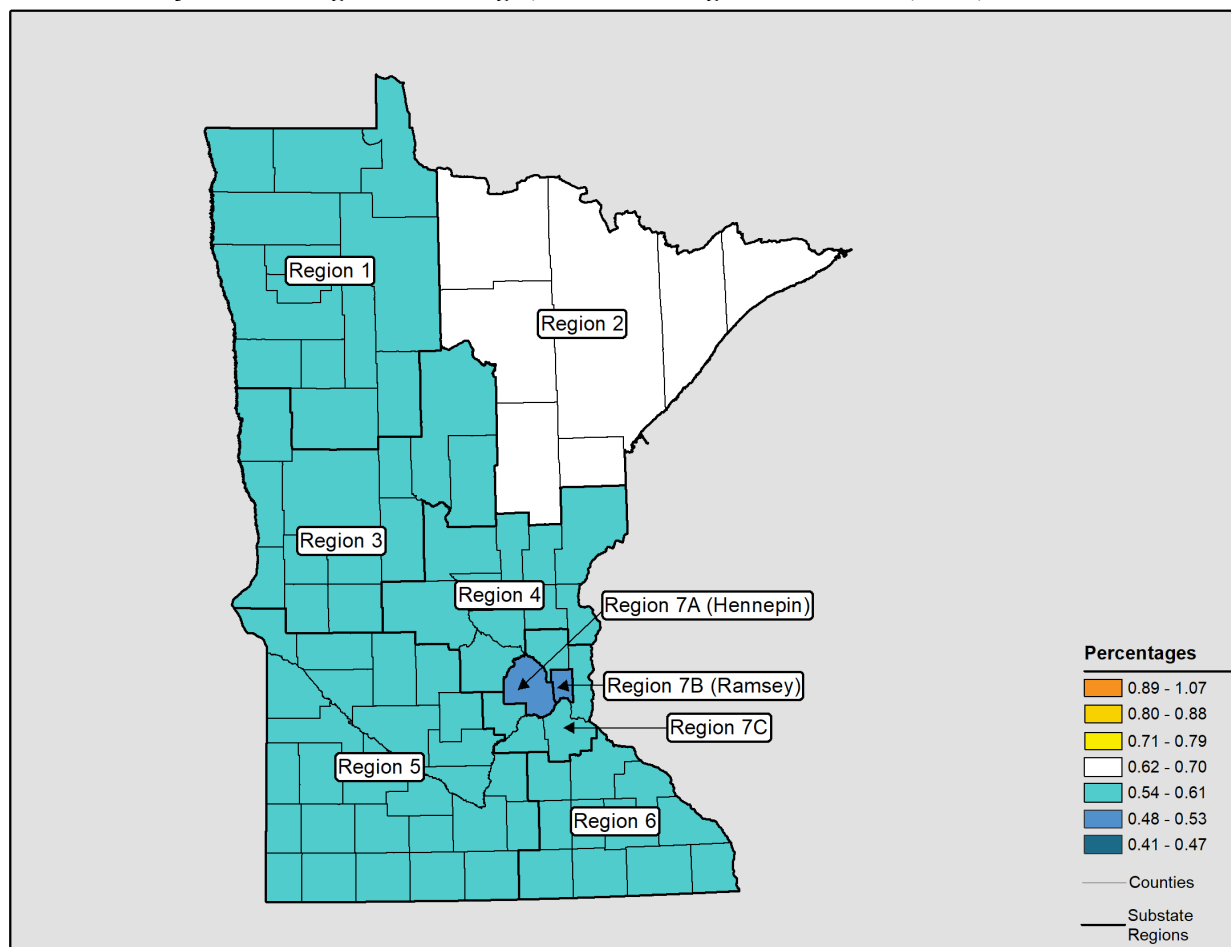 Region 1
Region 2
Region 3
Region 4
Region 7A (Hennepin)
Region 7B (Ramsey)
Region 7C
Region 5
Region 6
Percentages
0.89 - 1.07
0.80 - 0.88
0.71 - 0.79
0.62 - 0.70
0.54 - 0.61
0.48 - 0.53
0.41 - 0.47
Counties
Substate
Regions